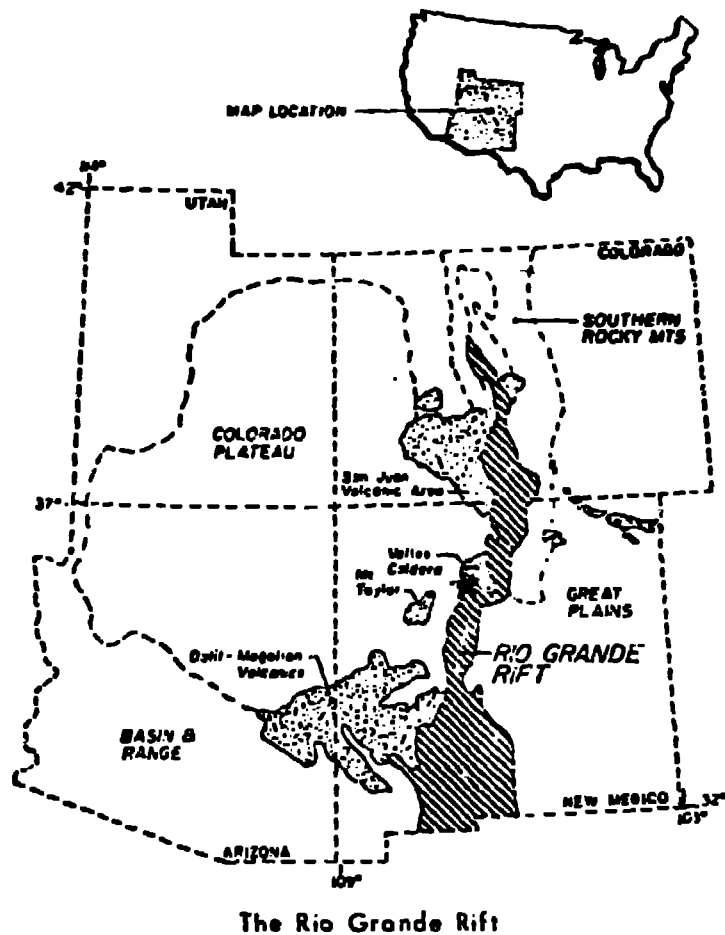 MAP LOCATION
42°
UTAH
COLORADO
SOUTHERN
ROCKY MTS
COLORADO
PLATEAU
San Juan
Volcanic Area
37°
Valles
Caldera
Mt
Taylor
GREAT
PLAINS
RIO GRANDE
RIFT
Datil-Mogollon
Volcanics
BASIN &
RANGE
NEW MEXICO
32°
103°
ARIZONA
109°
The Rio Grande Rift